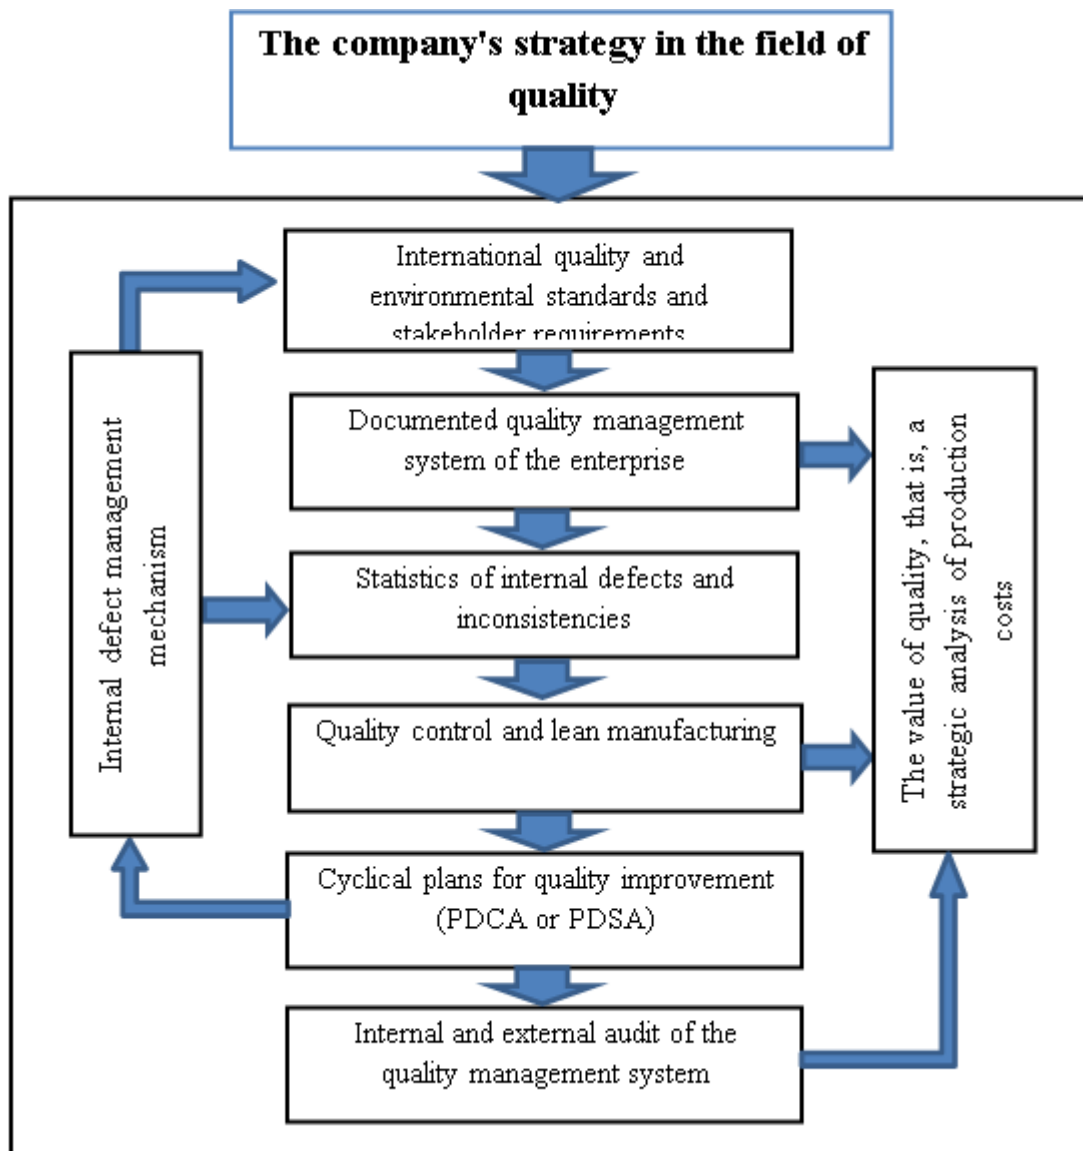 The company's strategy in the field of
quality
International quality and
environmental standards and
stakeholder requirements
Documented quality management
system of the enterprise
Statistics of internal defects and
inconsistencies
Quality control and lean manufacturing
Cyclical plans for quality improvement
(PDCA or PDSA)
Internal and external audit of the
quality management system
Internal defect management
mechanism
The value of quality, that is, a
strategic analysis of production
costs